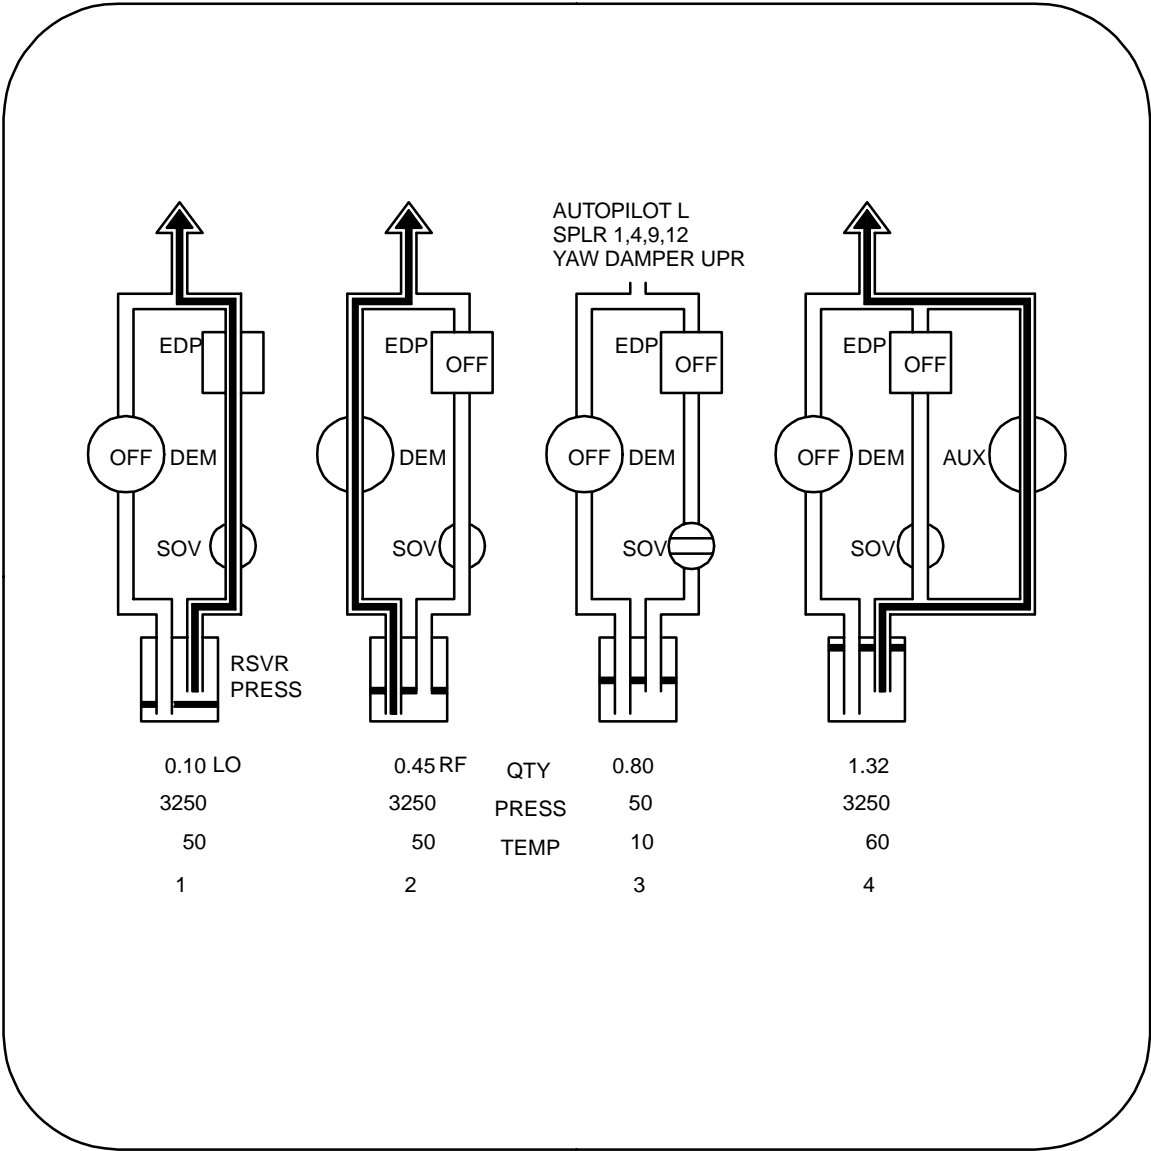 AUTOPILOT L
SPLR 1,4,9,12
YAW DAMPER UPR
EDP
EDP
OFF
EDP
OFF
EDP
OFF
OFF
DEM
DEM
OFF
DEM
OFF
DEM
AUX
SOV
SOV
SOV
SOV
RSVR
PRESS
0.10 LO
0.45 RF
QTY
0.80
1.32
3250
3250
PRESS
50
3250
50
50
TEMP
10
60
1
2
3
4